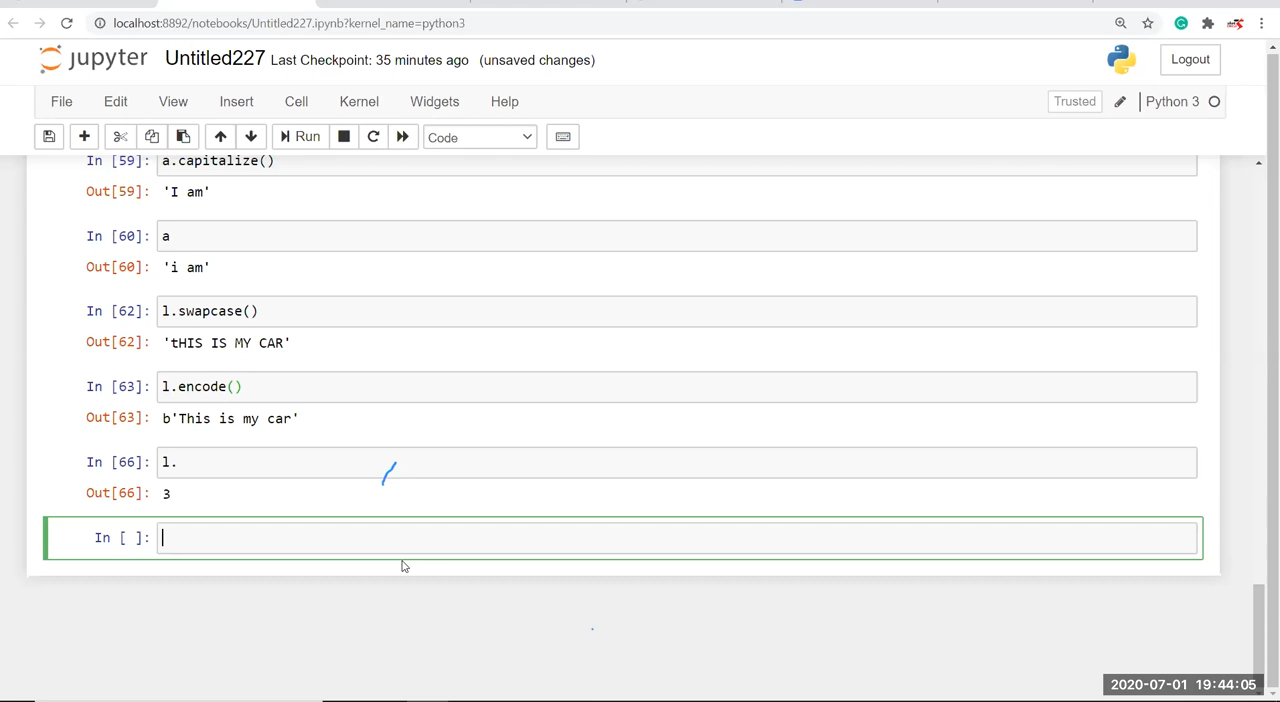 localhost:8892/notebooks/Untitled227.ipynb?kernel_name=python3
jupyter Untitled227 Last Checkpoint: 35 minutes ago (unsaved changes)
Logout
File Edit View Insert Cell Kernel Widgets Help
Trusted Python 3
Run Code
In [59]: a.capitalize()
Out[59]: 'I am'
In [60]: a
Out[60]: 'i am'
In [62]: l.swapcase()
Out[62]: 'tHIS IS MY CAR'
In [63]: l.encode()
Out[63]: b'This is my car'
In [66]: l.
Out[66]: 3
In [ ]:
2020-07-01 19:44:05